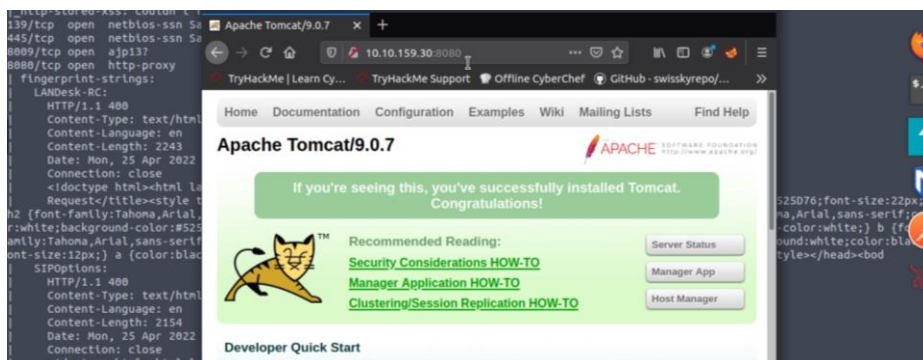 |_http-stored-xss: Couldn't f
139/tcp open netbios-ssn Sa
445/tcp open netbios-ssn Sa
8009/tcp open ajp13?
8080/tcp open http-proxy
| fingerprint-strings:
| LANDesk-RC:
| HTTP/1.1 400
| Content-Type: text/html
| Content-Language: en
| Content-Length: 2243
| Date: Mon, 25 Apr 2022
| Connection: close
| <!doctype html><html la
| Request</title><style t
h2 {font-family:Tahoma,Arial,
r:white;background-color:#525
amily:Tahoma,Arial,sans-serif
ont-size:12px;} a {color:blac
| SIPOptions:
| HTTP/1.1 400
| Content-Type: text/html
| Content-Language: en
| Content-Length: 2154
| Date: Mon, 25 Apr 2022
| Connection: close
Apache Tomcat/9.0.7
10.10.159.30:8080
TryHackMe | Learn Cy... TryHackMe Support Offline CyberChef GitHub - swisskyrepo/...
Home Documentation Configuration Examples Wiki Mailing Lists Find Help
Apache Tomcat/9.0.7
APACHE SOFTWARE FOUNDATION
http://www.apache.org/
If you're seeing this, you've successfully installed Tomcat.
Congratulations!
TM
Recommended Reading:
Security Considerations HOW-TO
Manager Application HOW-TO
Clustering/Session Replication HOW-TO
Server Status
Manager App
Host Manager
Developer Quick Start
525D76;font-size:22px;
ma,Arial,sans-serif;c
-color:white;} b {fo
ound:white;color:bla
tyle></head><bod